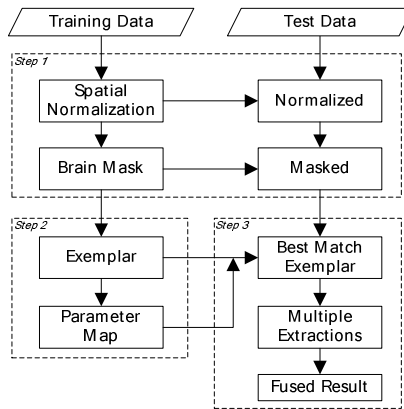 Training Data
Test Data
Step 1
Spatial
Normalization
Normalized
Brain Mask
Masked
Step 2
Exemplar
Parameter
Map
Step 3
Best Match
Exemplar
Multiple
Extractions
Fused Result